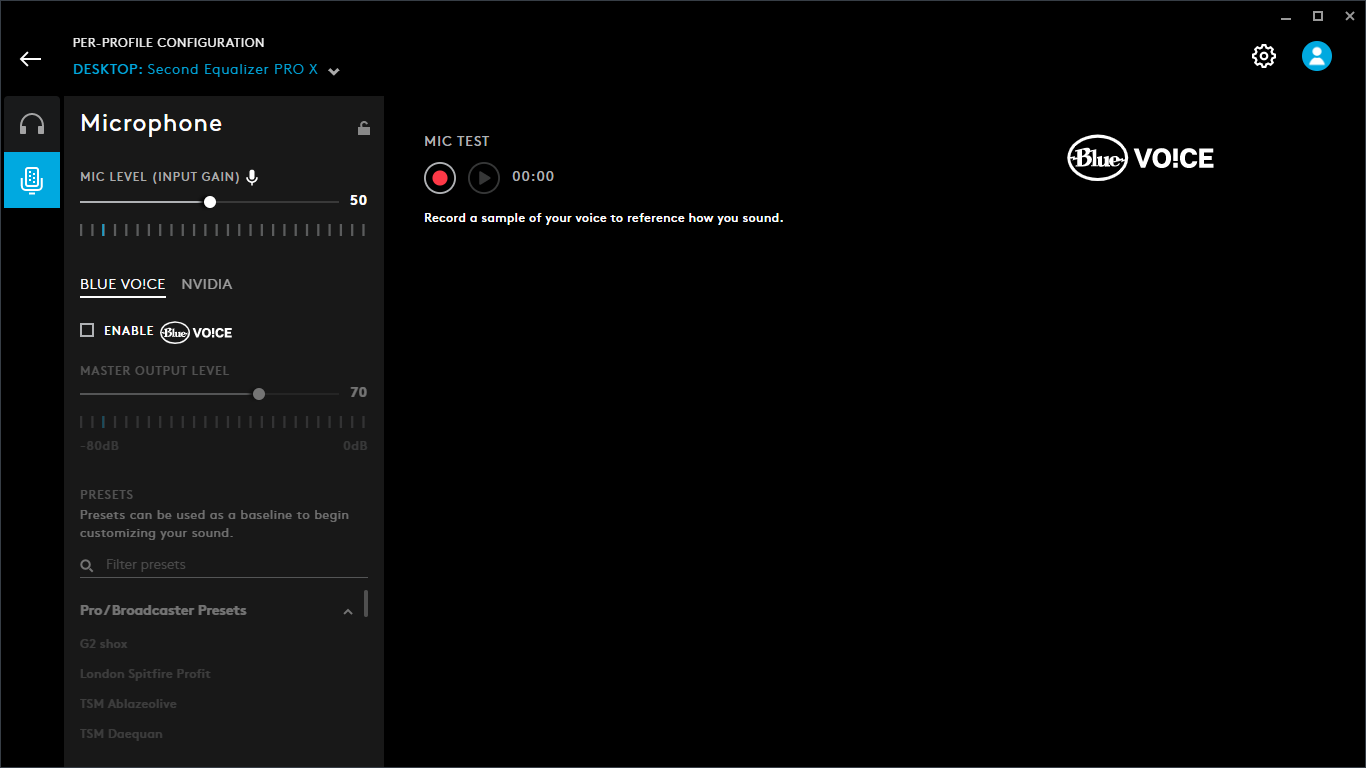 PER-PROFILE CONFIGURATION
DESKTOP: Second Equalizer PRO X
Microphone
MIC LEVEL (INPUT GAIN)
50
BLUE VO!CE NVIDIA
ENABLE Blue VO!CE
MASTER OUTPUT LEVEL
70
-80dB 0dB
PRESETS
Presets can be used as a baseline to begin
customizing your sound.
Filter presets
Pro/Broadcaster Presets
G2 shox
London Spitfire Profit
TSM Ablazeolive
TSM Daequan
MIC TEST
00:00
Record a sample of your voice to reference how you sound.
Blue VO!CE